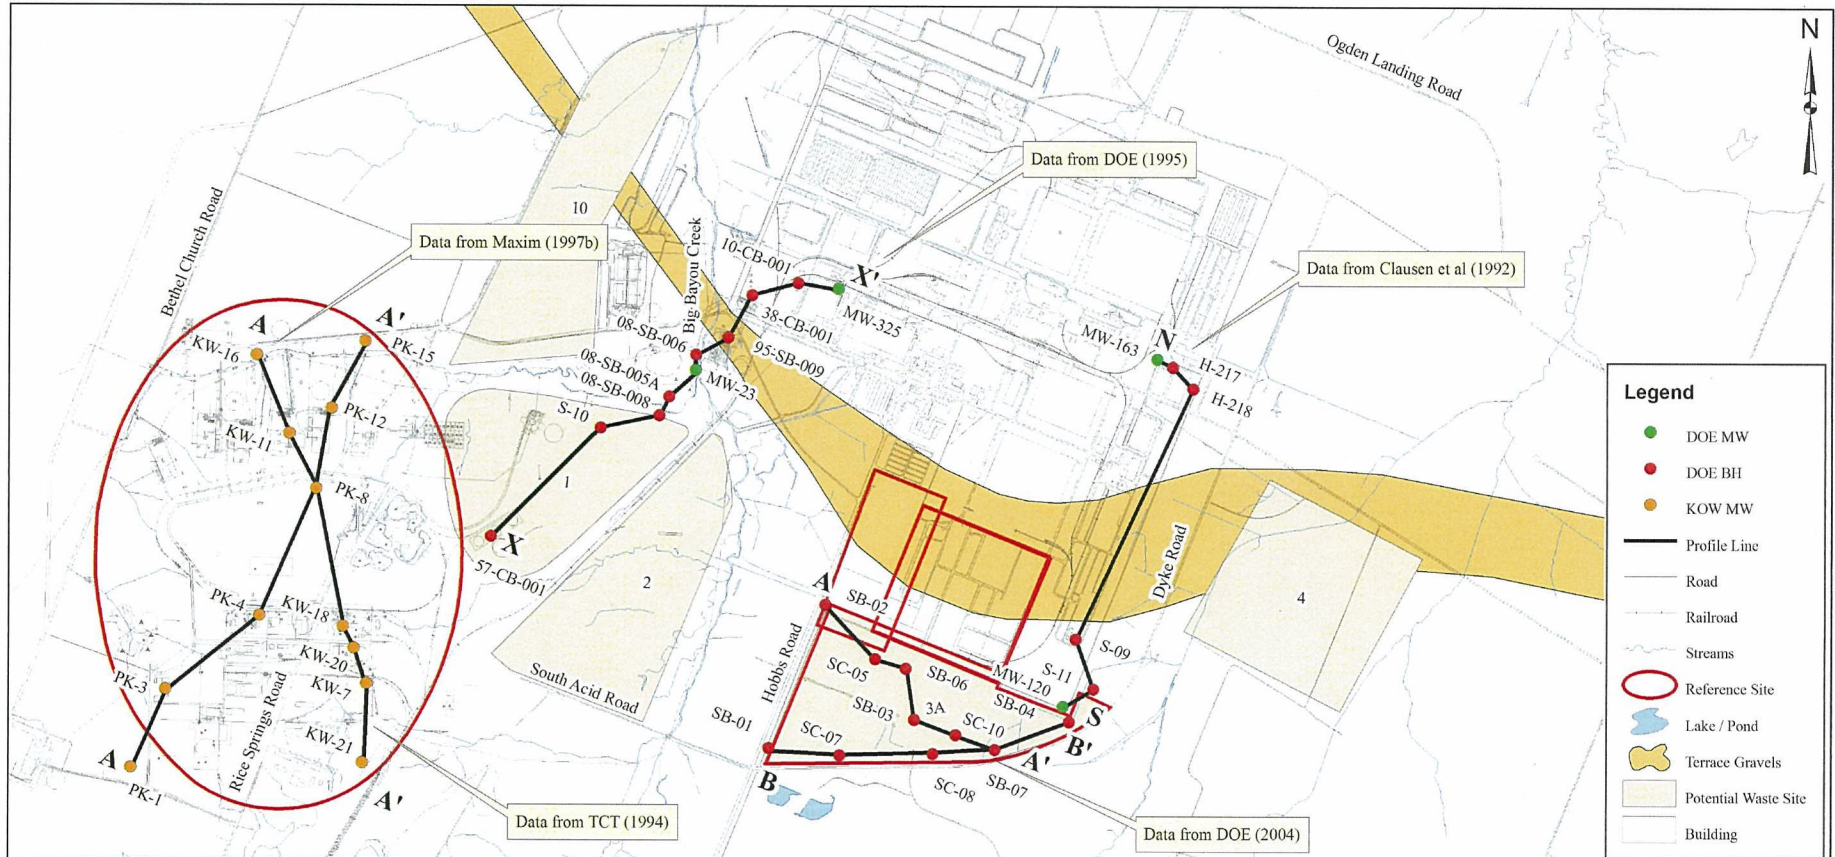 N
Ogden Landing Road
Data from DOE (1995)
10
Bethel Church Road
Data from Maxim (1997b)
Big Bayou Creek
10-CB-001
X'
Data from Clausen et al (1992)
MW-325
38-CB-001
95-SB-009
08-SB-006
MW-23
08-SB-005A
08-SB-008
S-10
MW-163
N
H-217
H-218
A
A'
KW-16
PK-15
PK-12
KW-11
PK-8
1
X
57-CB-001
2
Dyke Road
4
PK-4
KW-18
KW-20
KW-7
PK-3
KW-21
Rice Springs Road
A
PK-1
A'
South Acid Road
Hobbs Road
A
SB-02
SC-05
SB-06
MW-120
S-11
S-09
SB-03
3A
SB-04
S
SC-10
B'
SB-01
SC-07
A'
B
SC-08
SB-07
Data from TCT (1994)
Data from DOE (2004)
Legend
DOE MW
DOE BH
KOW MW
Profile Line
Road
Railroad
Streams
Reference Site
Lake / Pond
Terrace Gravels
Potential Waste Site
Building